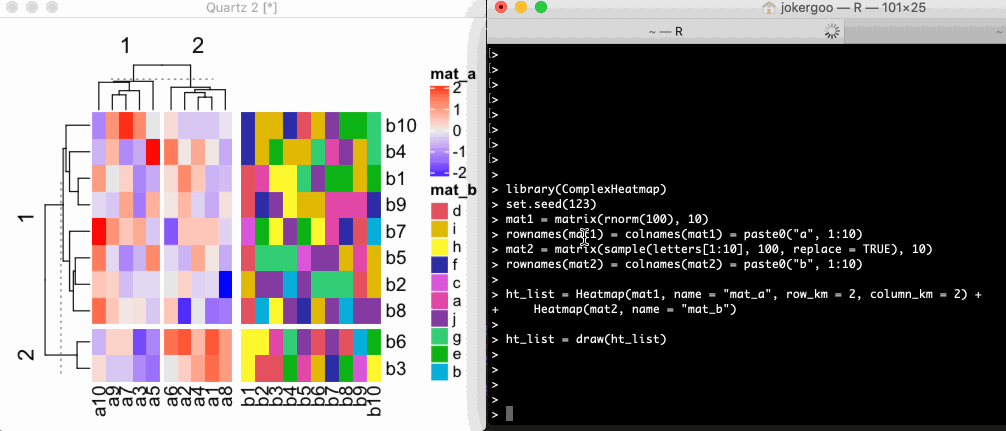 Quartz 2 [*]
1 2
mat_a
2
1
0
-1
-2
mat_b
d
i
h
f
c
a
j
g
e
b
1
2
b10
b4
b1
b9
b7
b5
b2
b8
b6
b3
a10 a9 a7 a3 a5 a6 a2 a4 a1 a8 b1 b2 b3 b4 b5 b6 b7 b8 b9 b10
jokergoo — R — 101×25
~ — R
~
[>
[>
[>
[>
[>
[>
[>
[>
>
> library(ComplexHeatmap)
> set.seed(123)
> mat1 = matrix(rnorm(100), 10)
> rownames(mat1) = colnames(mat1) = paste0("a", 1:10)
> mat2 = matrix(sample(letters[1:10], 100, replace = TRUE), 10)
> rownames(mat2) = colnames(mat2) = paste0("b", 1:10)
>
> ht_list = Heatmap(mat1, name = "mat_a", row_km = 2, column_km = 2) +
+ Heatmap(mat2, name = "mat_b")
>
> ht_list = draw(ht_list)
>
>
>
>
>